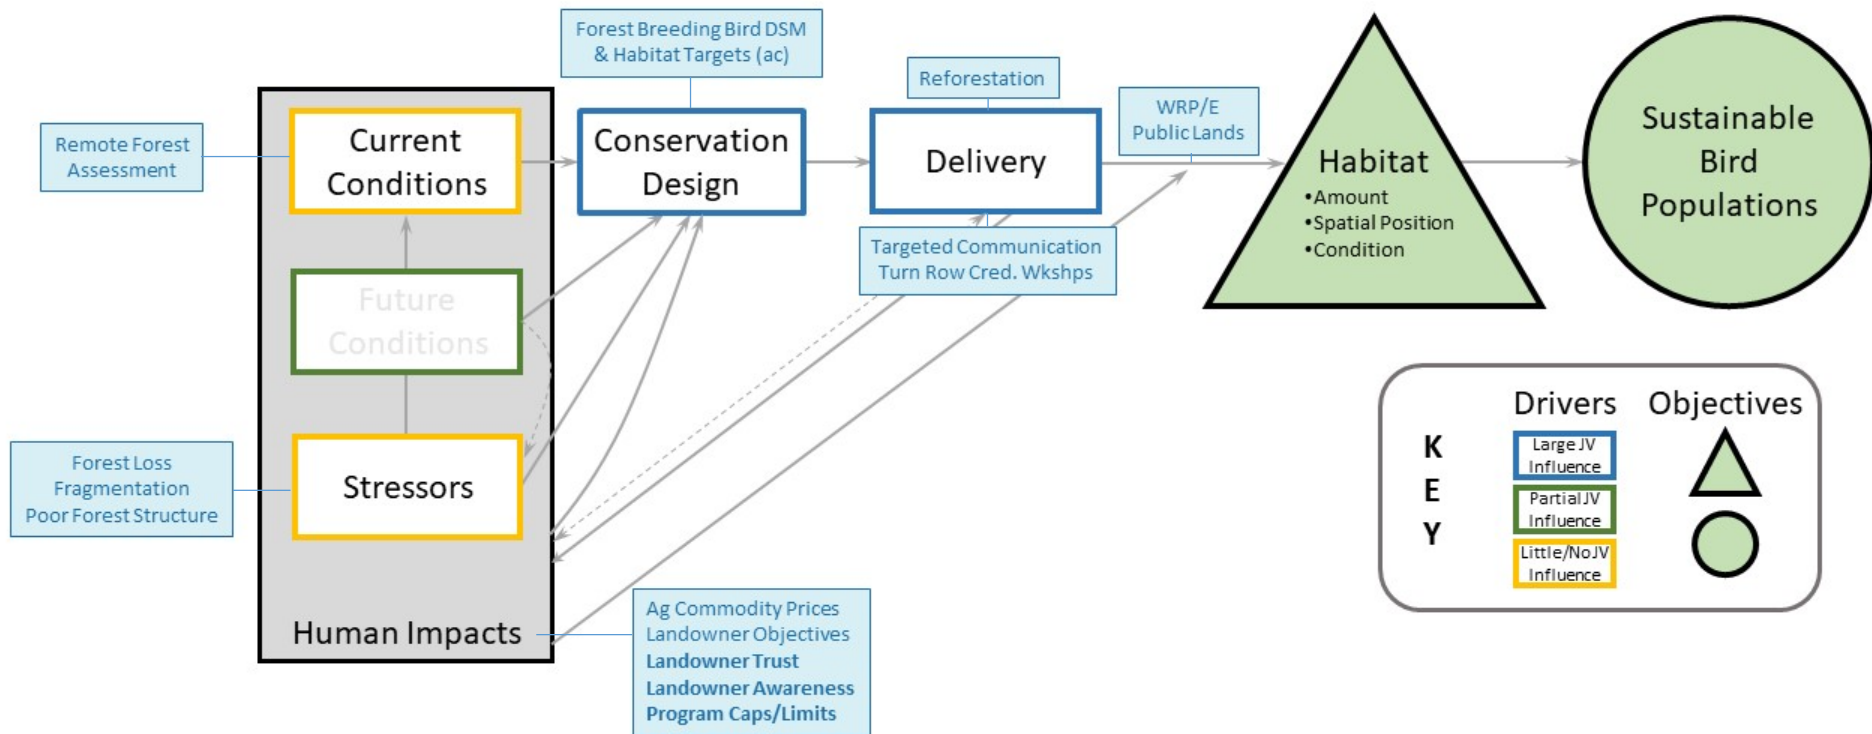 Forest Breeding Bird DSM
& Habitat Targets (ac)
Reforestation
WRP/E
Public Lands
Remote Forest
Assessment
Current
Conditions
Conservation
Design
Delivery
Habitat
•Amount
•Spatial Position
•Condition
Sustainable
Bird
Populations
Targeted Communication
Turn Row Cred. Wkshps
Future
Conditions
Forest Loss
Fragmentation
Poor Forest Structure
Stressors
Human Impacts
Ag Commodity Prices
Landowner Objectives
Landowner Trust
Landowner Awareness
Program Caps/Limits
KEY
Drivers
Objectives
Large JV
Influence
Partial JV
Influence
Little/No JV
Influence